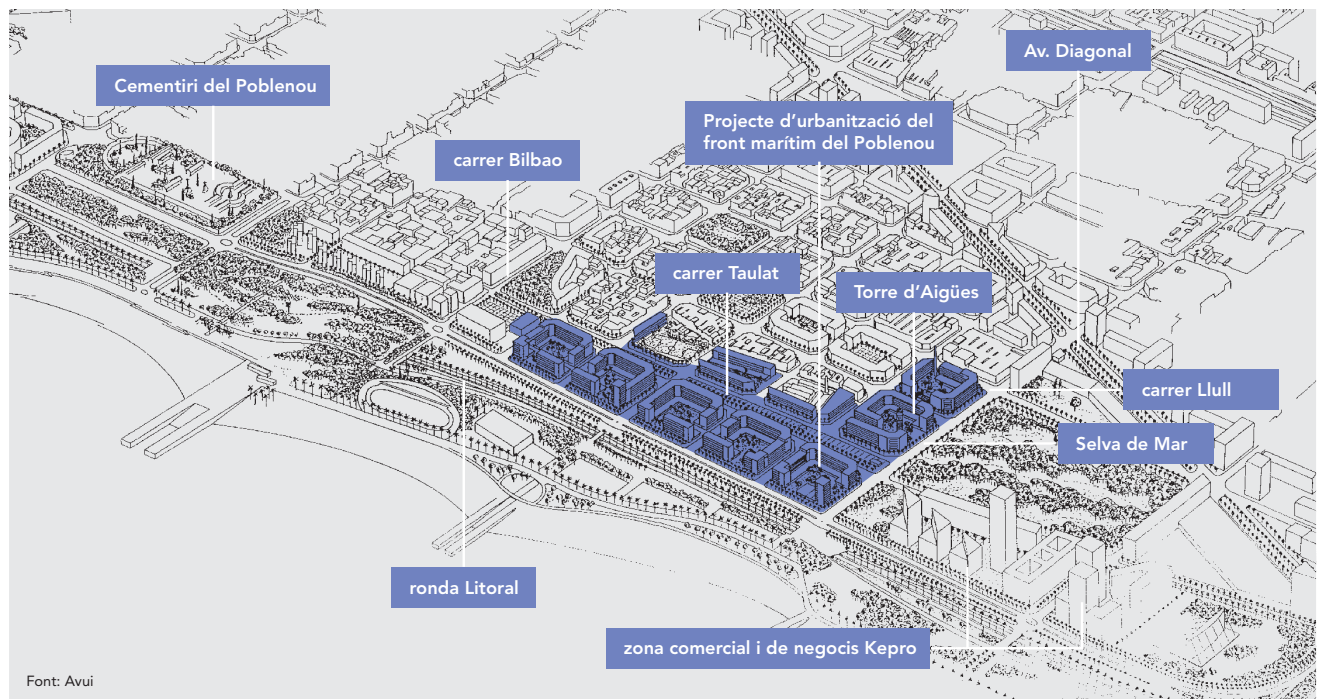 Av. Diagonal
Cementiri del Poblenou
Projecte d'urbanització del
front marítim del Poblenou
carrer Bilbao
carrer Taulat
Torre d'Aigües
carrer Llull
Selva de Mar
ronda Litoral
zona comercial i de negocis Kepro
Font: Avui